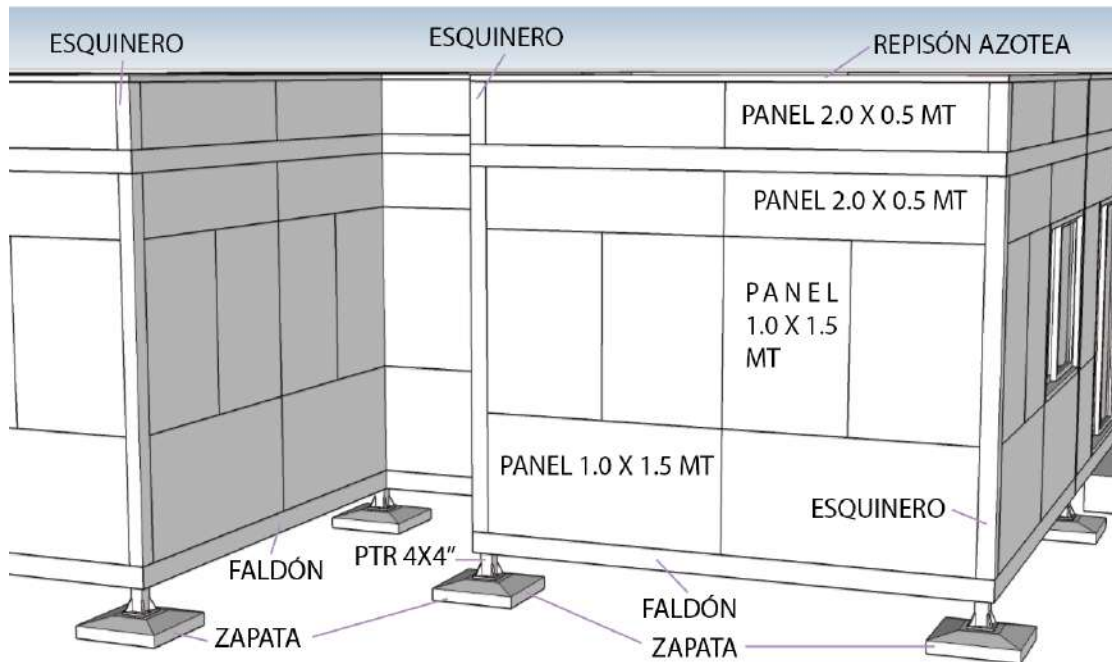 ESQUINERO
ESQUINERO
REPISÓN AZOTEA
PANEL 2.0 X 0.5 MT
PANEL 2.0 X 0.5 MT
PANEL
1.0 X 1.5
MT
PANEL 1.0 X 1.5 MT
ESQUINERO
PTR 4X4"
FALDÓN
FALDÓN
ZAPATA
ZAPATA